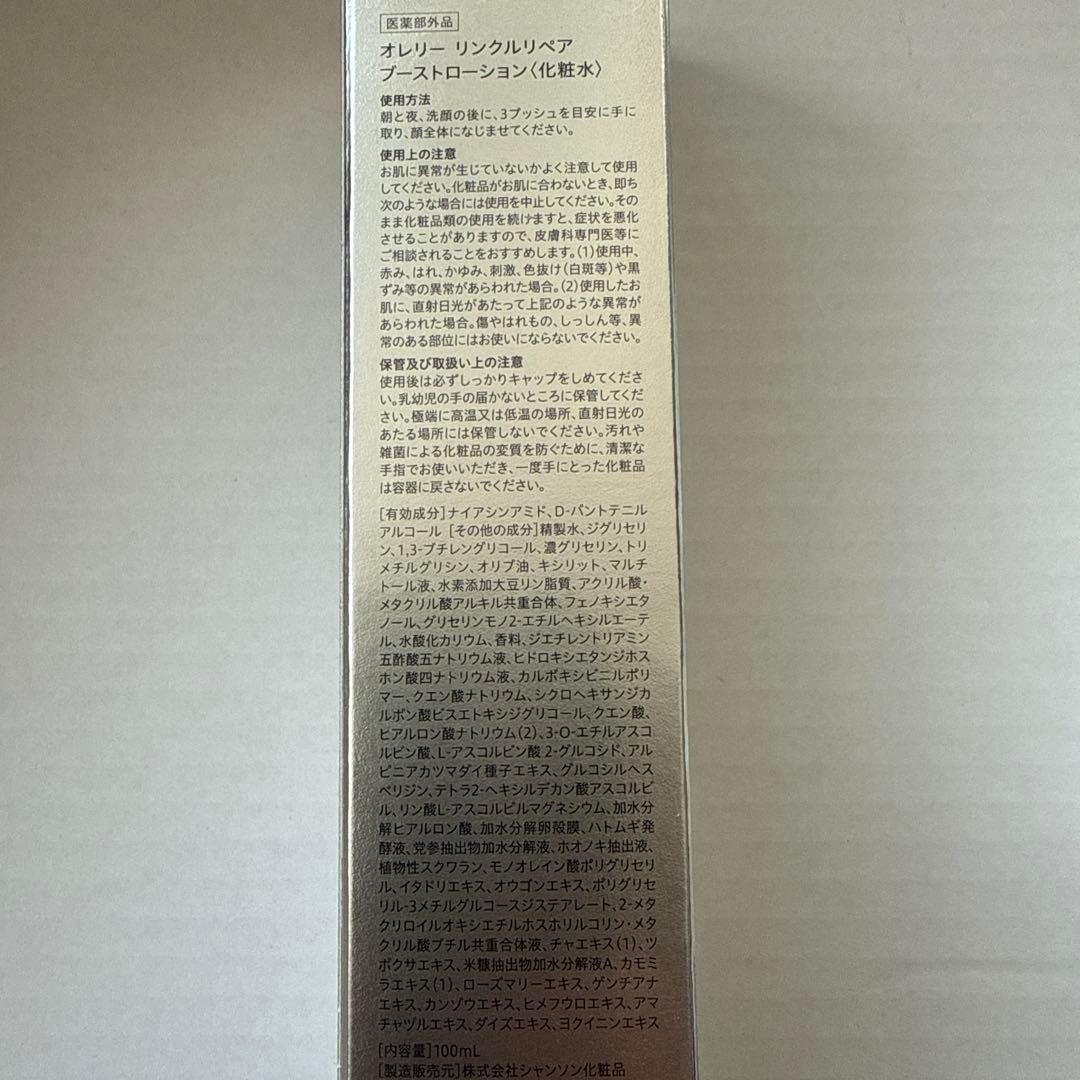 医薬部外品
オレリー リンクルリペア
ブーストローション〈化粧水〉
使用方法
朝と夜、洗顔の後に、3プッシュを目安に手に
取り、顔全体になじませてください。
使用上の注意
お肌に異常が生じていないかよく注意して使用
してください。化粧品がお肌に合わないとき、即ち
次のような場合には使用を中止してください。その
まま化粧品類の使用を続けますと、症状を悪化
させることがありますので、皮膚科専門医等に
ご相談されることをおすすめします。(1)使用中、
赤み、はれ、かゆみ、刺激、色抜け(白斑等)や黒
ずみ等の異常があらわれた場合。(2)使用したお
肌に、直射日光があたって上記のような異常が
あらわれた場合。傷やはれもの、しっしん等、異
常のある部位にはお使いにならないでください。
保管及び取扱い上の注意
使用後は必ずしっかりキャップをしめてくださ
い。乳幼児の手の届かないところに保管してくだ
さい。極端に高温又は低温の場所、直射日光の
あたる場所には保管しないでください。汚れや
雑菌による化粧品の変質を防ぐために、清潔な
手指でお使いいただき、一度手にとった化粧品
は容器に戻さないでください。
[有効成分]ナイアシンアミド、D-パントテニル
アルコール [その他の成分]精製水、ジグリセリ
ン、1,3-ブチレングリコール、濃グリセリン、トリ
メチルグリシン、オリブ油、キシリット、マルチ
トール液、水素添加大豆リン脂質、アクリル酸・
メタクリル酸アルキル共重合体、フェノキシエタ
ノール、グリセリンモノ2-エチルヘキシルエーテ
ル、水酸化カリウム、香料、ジエチレントリアミン
五酢酸五ナトリウム液、ヒドロキシエタンジホス
ホン酸四ナトリウム液、カルボキシビニルポリ
マー、クエン酸ナトリウム、シクロヘキサンジカ
ルボン酸ビスエトキシジグリコール、クエン酸、
ヒアルロン酸ナトリウム(2)、3-O-エチルアスコ
ルビン酸、L-アスコルビン酸 2-グルコシド、アル
ピニアカツマダイ種子エキス、グルコシルヘス
ペリジン、テトラ2-ヘキシルデカン酸アスコルビ
ル、リン酸L-アスコルビルマグネシウム、加水分
解ヒアルロン酸、加水分解卵殻膜、ハトムギ発
酵液、党参抽出物加水分解液、ホオノキ抽出液、
植物性スクワラン、モノオレイン酸ポリグリセリ
ル、イタドリエキス、オウゴンエキス、ポリグリセ
リル-3メチルグルコースジステアレート、2-メタ
クリロイルオキシエチルホスホリルコリン・メタ
クリル酸ブチル共重合体液、チャエキス(1)、ツ
ボクサエキス、米糠抽出物加水分解液A、カモミ
ラエキス(1)、ローズマリーエキス、ゲンチアナ
エキス、カンゾウエキス、ヒメフウロエキス、アマ
チャヅルエキス、ダイズエキス、ヨクイニンエキス
[内容量]100mL
[製造販売元]株式会社シャンソン化粧品